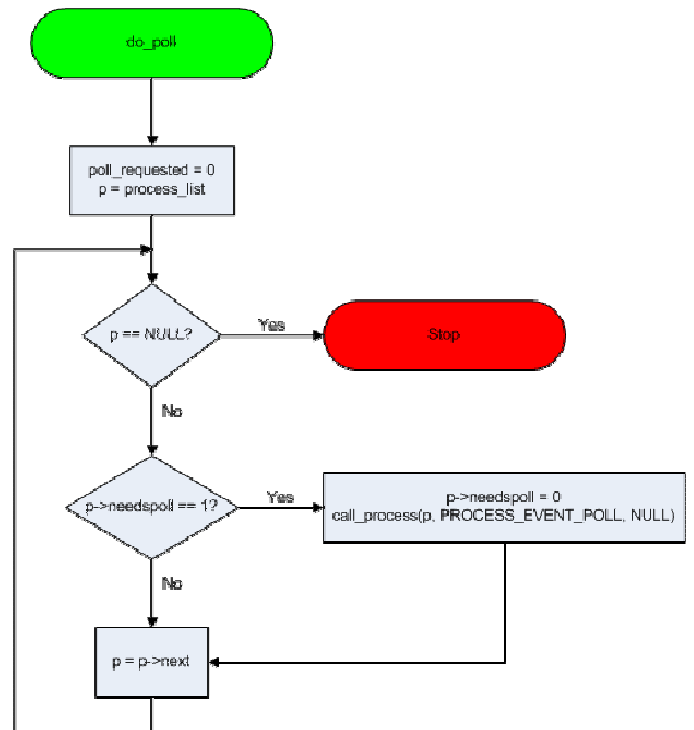 do_poll
poll_requested = 0
p = process_list
p == NULL?
Yes
Stop
No
p->needspoll == 1?
Yes
p->needspoll = 0
call_process(p, PROCESS_EVENT_POLL, NULL)
No
p = p->next